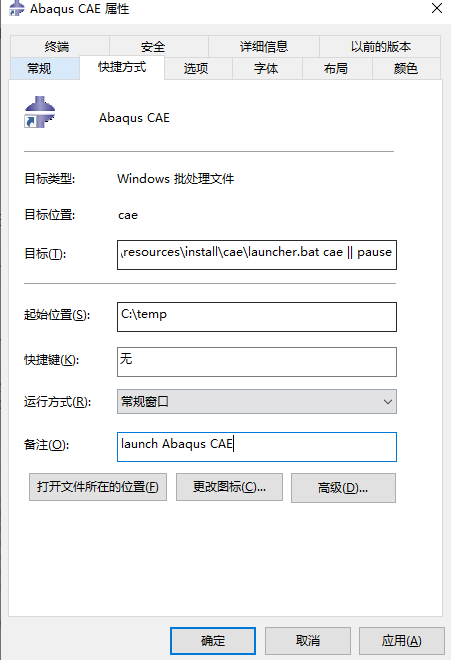 Abaqus CAE 属性
终端 安全 详细信息 以前的版本
常规 快捷方式 选项 字体 布局 颜色
Abaqus CAE
目标类型: Windows 批处理文件
目标位置: cae
目标(T): \resources\install\cae\launcher.bat cae || pause
起始位置(S): C:\temp
快捷键(K): 无
运行方式(R): 常规窗口
备注(O): launch Abaqus CAE
打开文件所在的位置(F) 更改图标(C)... 高级(D)...
确定 取消 应用(A)